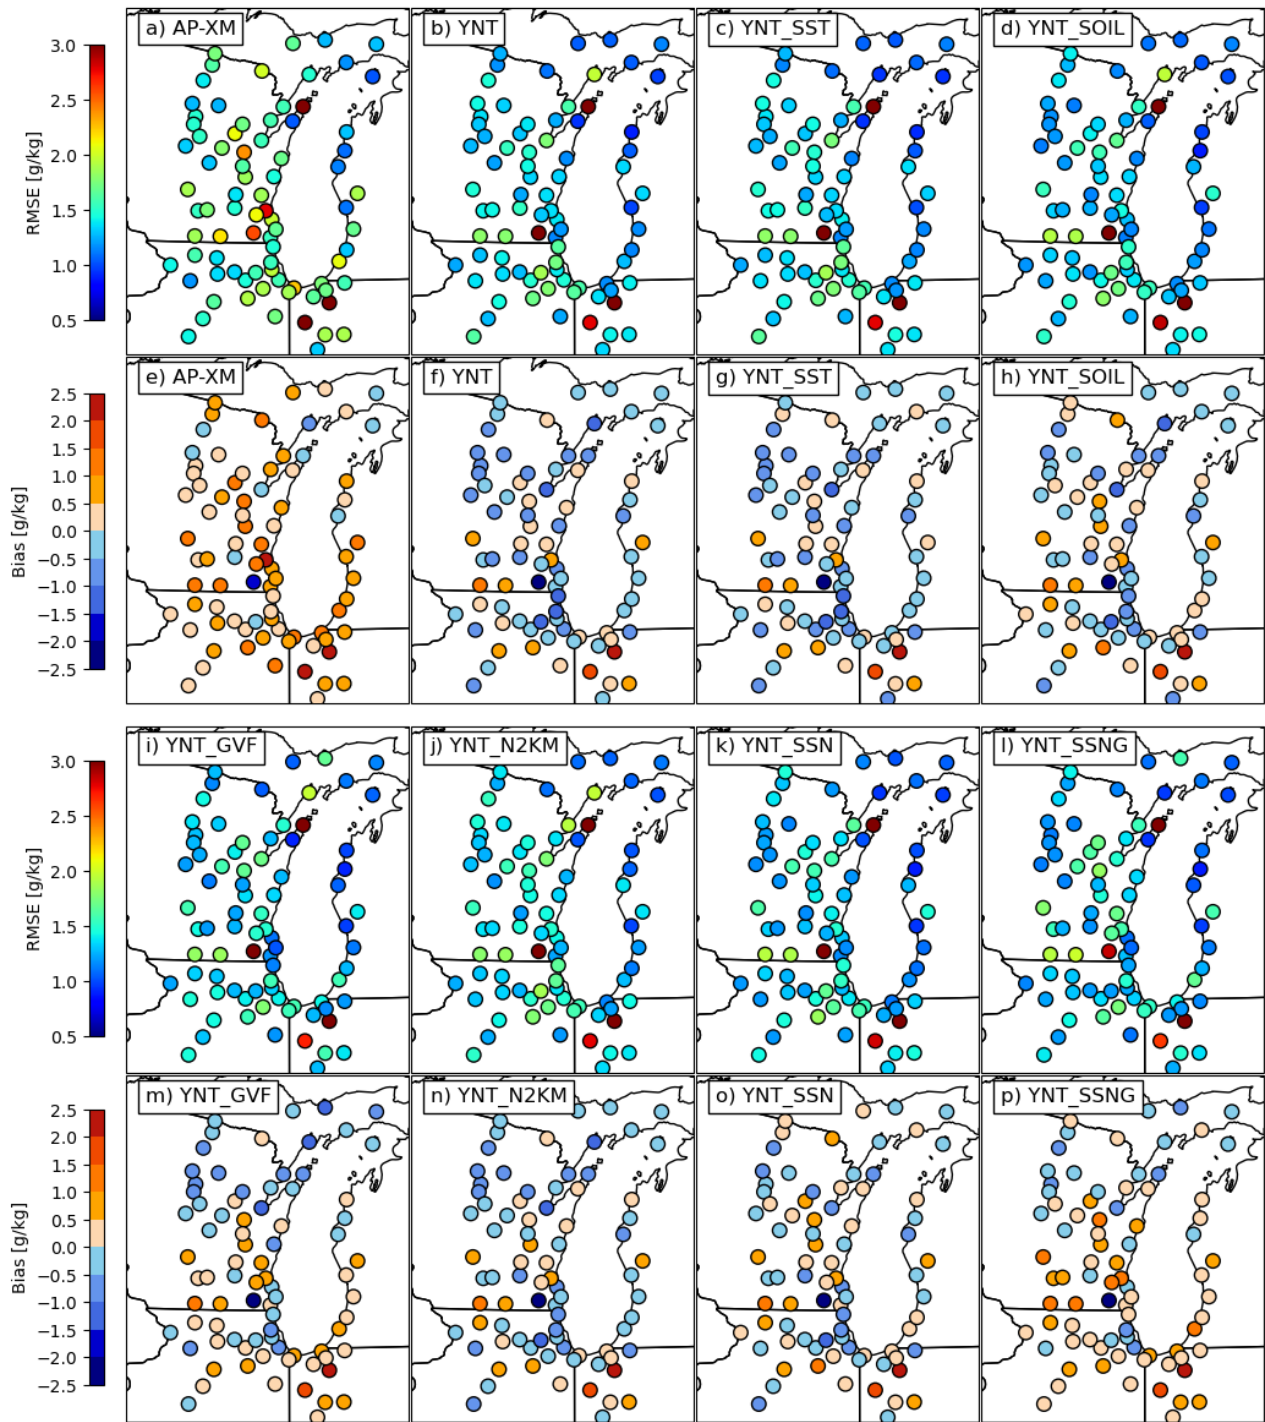 a) AP-XM
b) YNT
c) YNT_SST
d) YNT_SOIL
3.0
2.5
2.0
1.5
1.0
0.5
RMSE [g/kg]
e) AP-XM
f) YNT
g) YNT_SST
h) YNT_SOIL
2.5
2.0
1.5
1.0
0.5
0.0
−0.5
−1.0
−1.5
−2.0
−2.5
Bias [g/kg]
i) YNT_GVF
j) YNT_N2KM
k) YNT_SSN
l) YNT_SSNG
3.0
2.5
2.0
1.5
1.0
0.5
RMSE [g/kg]
m) YNT_GVF
n) YNT_N2KM
o) YNT_SSN
p) YNT_SSNG
2.5
2.0
1.5
1.0
0.5
0.0
−0.5
−1.0
−1.5
−2.0
−2.5
Bias [g/kg]